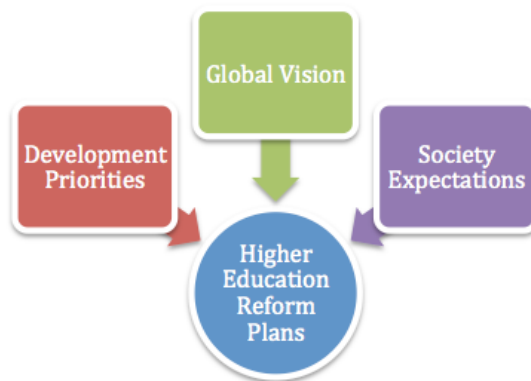 Global Vision
Development
Priorities
Society
Expectations
Higher
Education
Reform
Plans